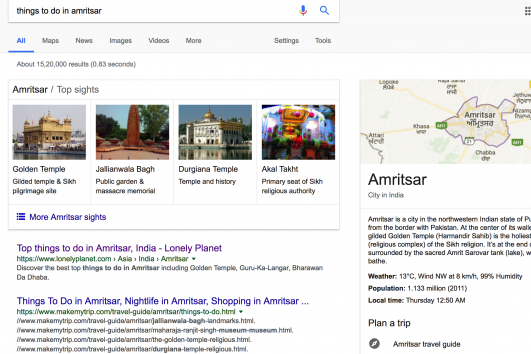 things to do in amritsar
All Maps News Images Videos More Settings Tools
About 15,20,000 results (0.83 seconds)
Amritsar / Top sights
Golden Temple
Gilded temple & Sikh
pilgrimage site
Jallianwala Bagh
Public garden &
massacre memorial
Durgiana Temple
Temple and history
Akal Takht
Primary seat of Sikh
religious authority
More Amritsar sights
Top things to do in Amritsar, India - Lonely Planet
https://www.lonelyplanet.com › Asia › India › Amritsar
Discover the best top things to do in Amritsar including Golden Temple, Guru-Ka-Langar, Bharawan
Da Dhaba.
Things To Do in Amritsar, Nightlife in Amritsar, Shopping in Amritsar ...
https://www.makemytrip.com/travel-guide/amritsar/things-to-do.html
//www.makemytrip.com/travel-guide/amritsar/jallianwala-bagh-landmarks.html.
//www.makemytrip.com/travel-guide/amritsar/maharaja-ranjit-singh-museum-museum.html.
//www.makemytrip.com/travel-guide/amritsar/the-golden-temple-religious.html.
//www.makemytrip.com/travel-guide/amritsar/durgiana-temple-religious.html.
Lopoke
ਲੋਪੋਕੇ
Khasa
ਖਾਸਾ
Attari
ਅਟਾਰੀ
Amritsar
ਅੰਮ੍ਰਿਤਸਰ
AH1
AH1
21
Chabba
ਚੱਬਾ
Amritsar
City in India
Amritsar is a city in the northwestern Indian state of
from the border with Pakistan. At the center of its
gilded Golden Temple (Harmandir Sahib) is the
(religious complex) of the Sikh religion. It's at the end
surrounded by the sacred Amrit Sarovar tank (lake),
bathe.
Weather: 13°C, Wind NW at 8 km/h, 99% Humidity
Population: 1.133 million (2011)
Local time: Thursday 12:50 AM
Plan a trip
Amritsar travel guide